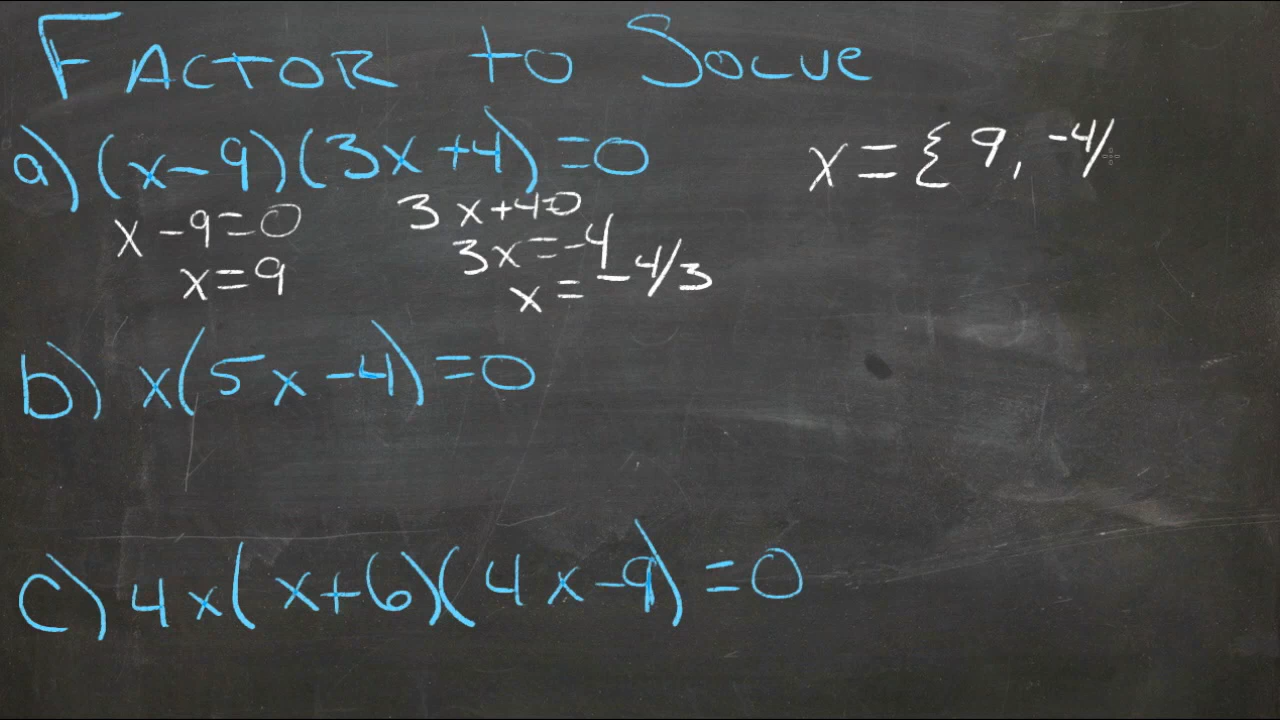 FACTOR to Solve
a) (x-9)(3x+4)=0
x = { 9, -4/
x-9=0
3x+4=0
x=9
3x=-4
x = -4/3
b) x(5x-4)=0
c) 4x(x+6)(4x-9)=0